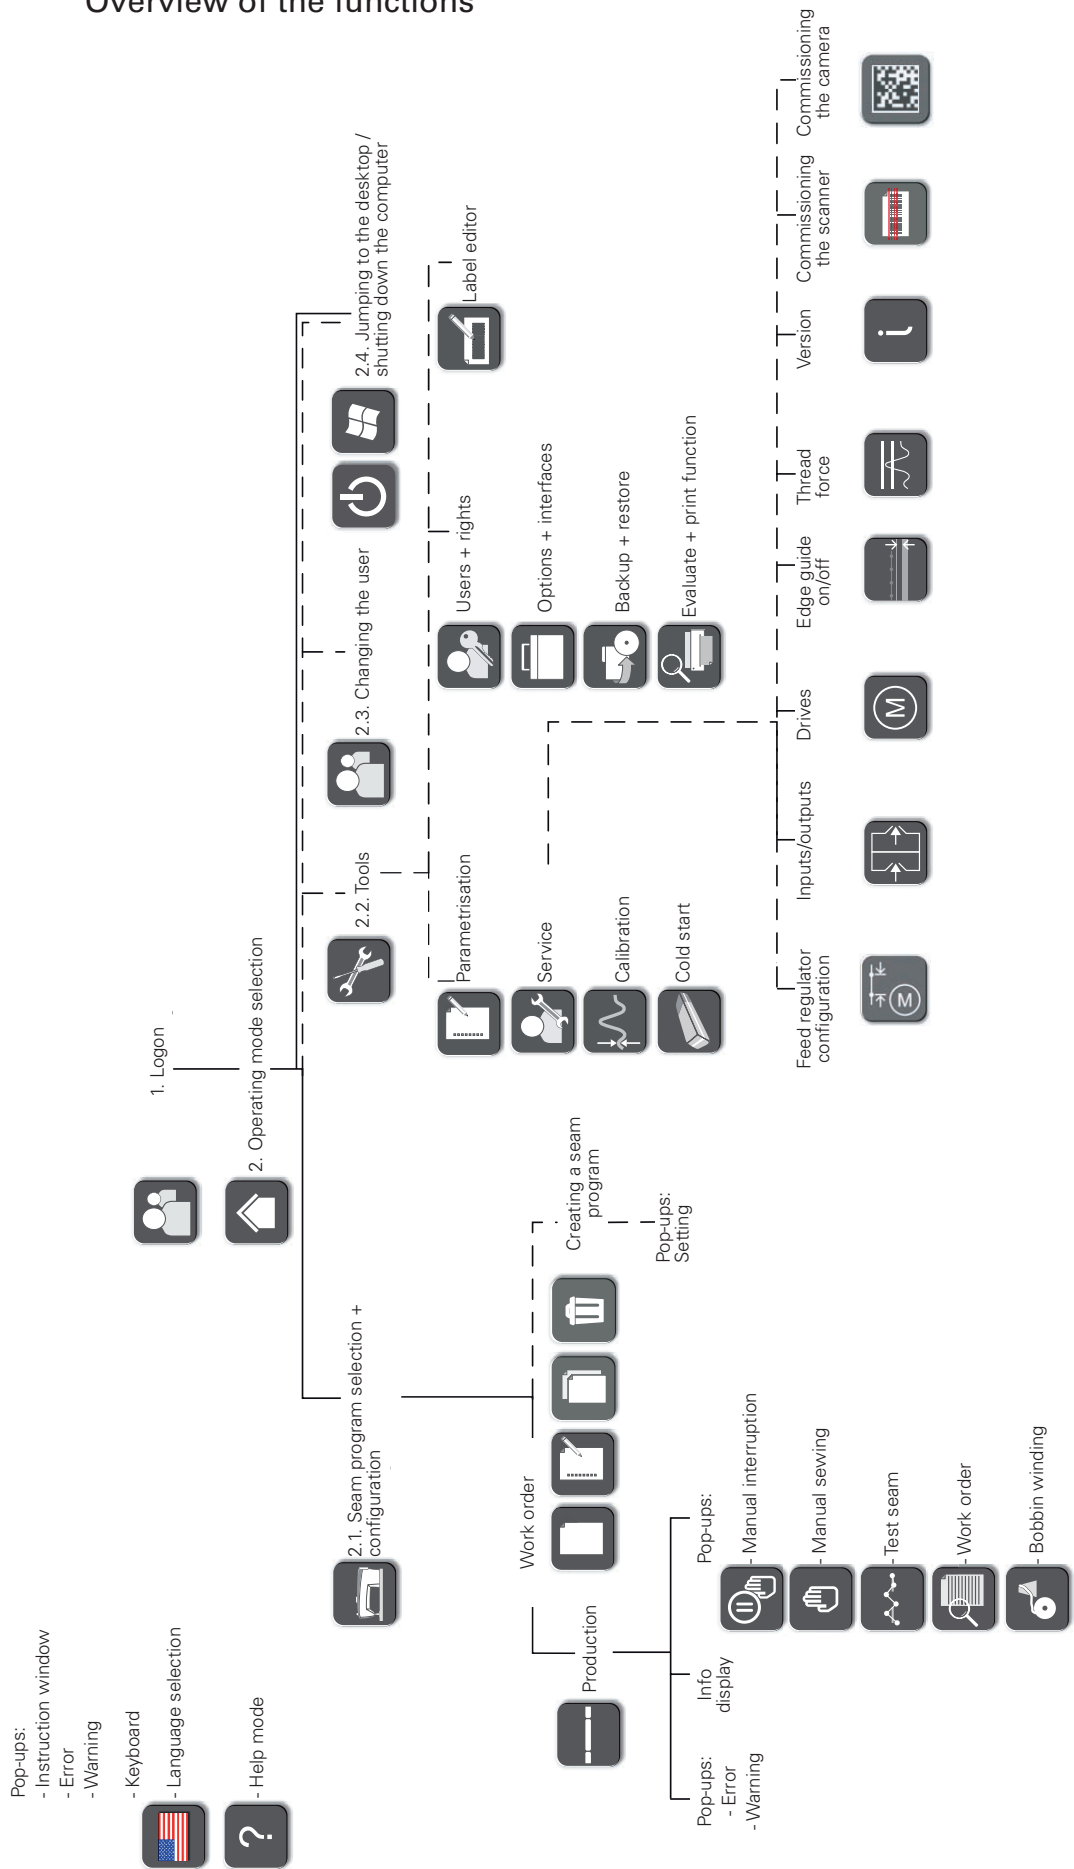 Overview of the functions
Pop-ups:
- Instruction window
- Error
- Warning
- Keyboard
- Language selection
?
- Help mode
1. Logon
2. Operating mode selection
2.1. Seam program selection +
configuration
2.2. Tools
2.3. Changing the user
2.4. Jumping to the desktop /
shutting down the computer
Work order
Creating a seam
program
Pop-ups:
Setting
Production
Pop-ups:
- Error
- Warning
Info
display
Pop-ups:
- Manual interruption
- Manual sewing
- Test seam
- Work order
- Bobbin winding
Parametrisation
Service
Calibration
Cold start
Users + rights
Options + interfaces
Backup + restore
Evaluate + print function
Label editor
Feed regulator
configuration
M
Inputs/outputs
Drives
M
Edge guide
on/off
Thread
force
Version
i
Commissioning
the scanner
Commissioning
the camera